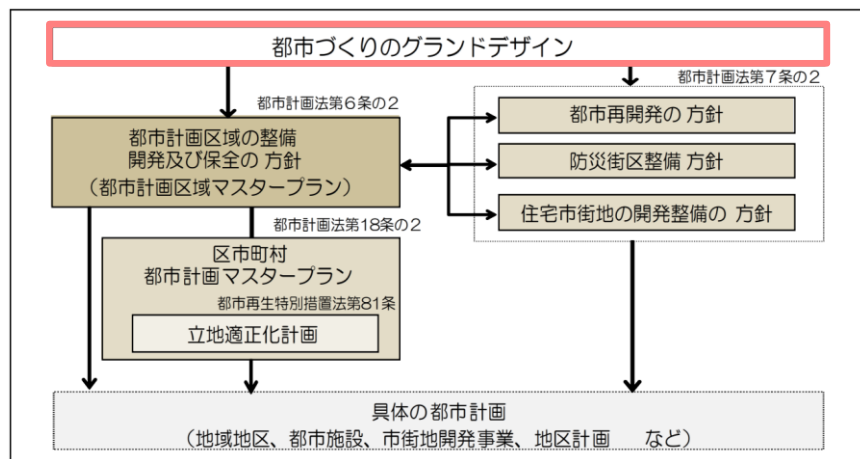 都市づくりのグランドデザイン
都市計画法第7条の2
都市計画法第6条の2
都市計画区域の整備
開発及び保全の 方針
(都市計画区域マスタープラン)
都市再開発の 方針
防災街区整備 方針
住宅市街地の開発整備の 方針
都市計画法第18条の2
区市町村
都市計画マスタープラン
都市再生特別措置法第81条
立地適正化計画
具体の都市計画
(地域地区、都市施設、市街地開発事業、地区計画 など)